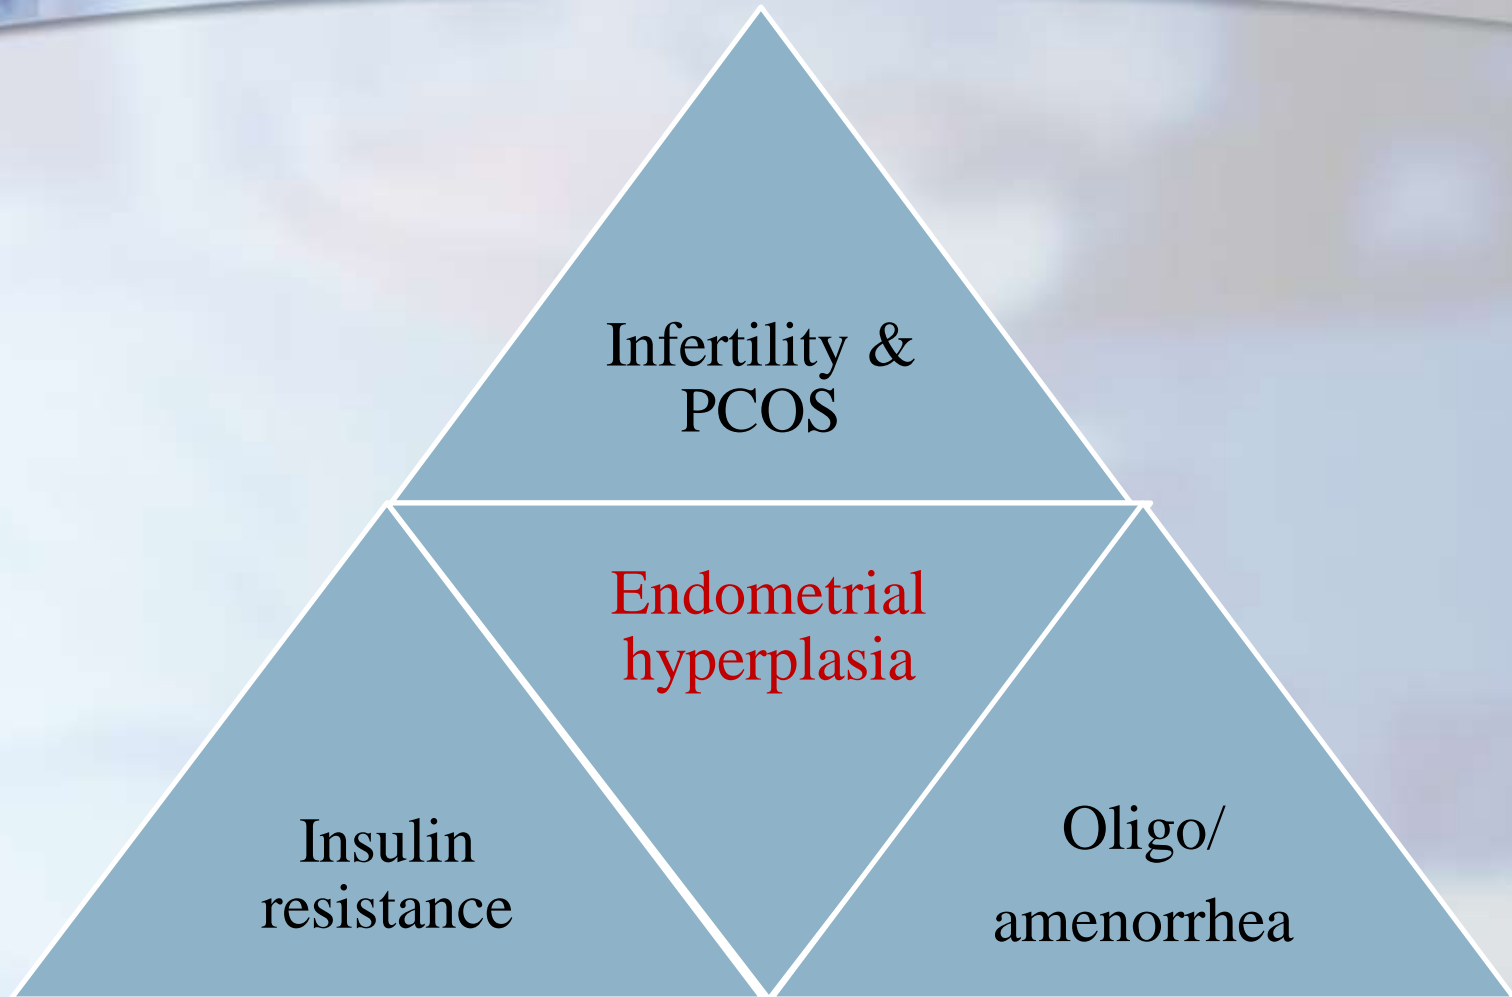 Infertility &
PCOS
Endometrial
hyperplasia
Insulin
resistance
Oligo/
amenorrhea